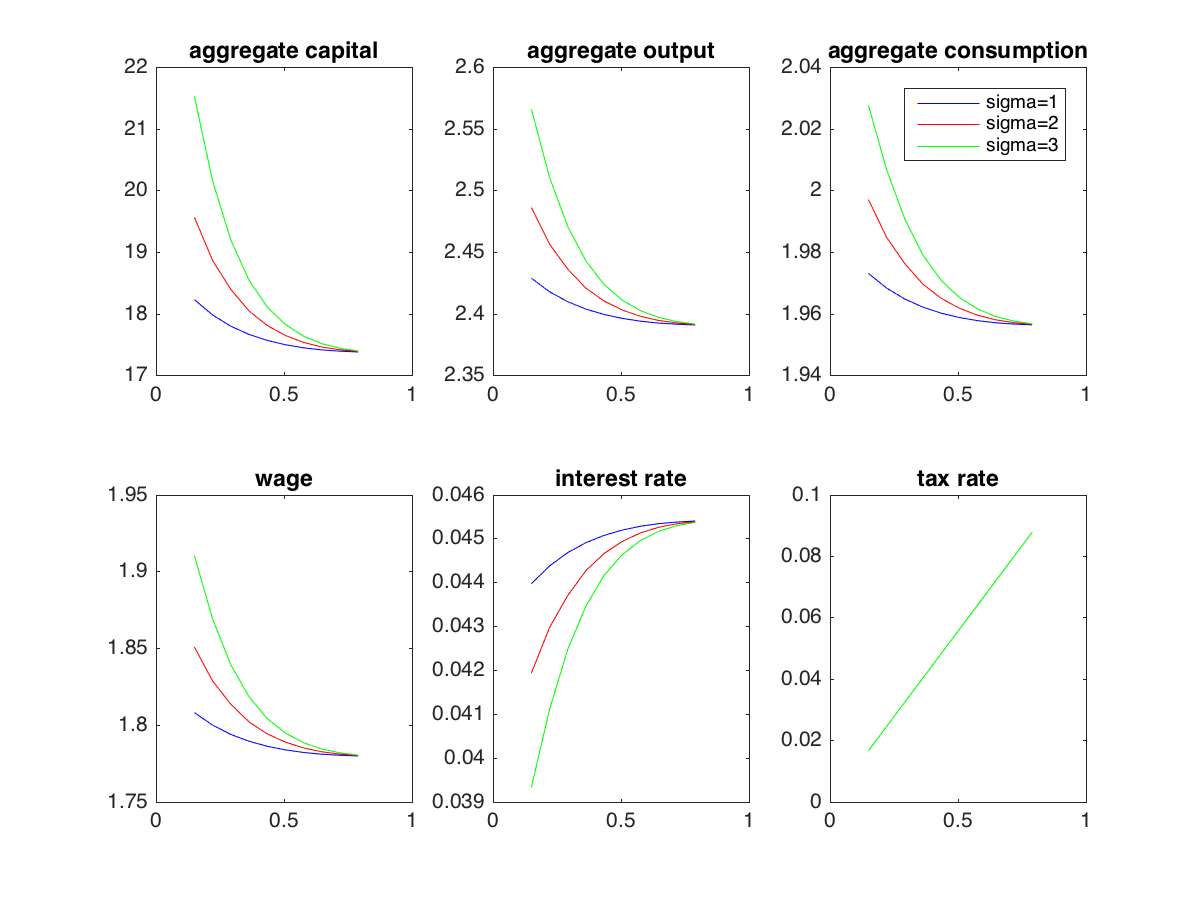 aggregate capital
22
21
20
19
18
17
0 0.5 1
aggregate output
2.6
2.55
2.5
2.45
2.4
2.35
0 0.5 1
aggregate consumption
2.04
2.02
2
1.98
1.96
1.94
0 0.5 1
sigma=1
sigma=2
sigma=3
wage
1.95
1.9
1.85
1.8
1.75
0 0.5 1
interest rate
0.046
0.045
0.044
0.043
0.042
0.041
0.04
0.039
0 0.5 1
tax rate
0.1
0.08
0.06
0.04
0.02
0
0 0.5 1